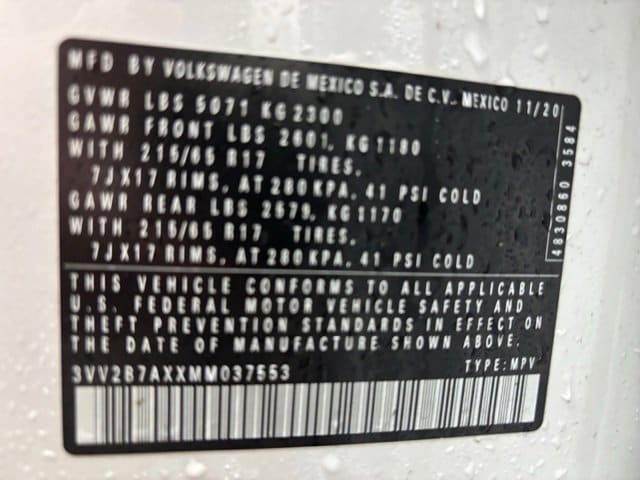 MFD BY VOLKSWAGEN DE MEXICO S.A. DE C.V. MEXICO 11/20
GVWR LBS 5071 KG 2300
GAWR FRONT LBS 2601, KG 1180
WITH 215/65 R17 TIRES.
7JX17 RIMS, AT 280 KPA, 41 PSI COLD
GAWR REAR LBS 2579, KG 1170
WITH 215/65 R17 TIRES.
7JX17 RIMS, AT 280 KPA, 41 PSI COLD
4830860 3584
THIS VEHICLE CONFORMS TO ALL APPLICABLE
U.S. FEDERAL MOTOR VEHICLE SAFETY AND
THEFT PREVENTION STANDARDS IN EFFECT ON
THE DATE OF MANUFACTURE SHOWN ABOVE.
3VV2B7AXXMM037553 TYPE: MPV